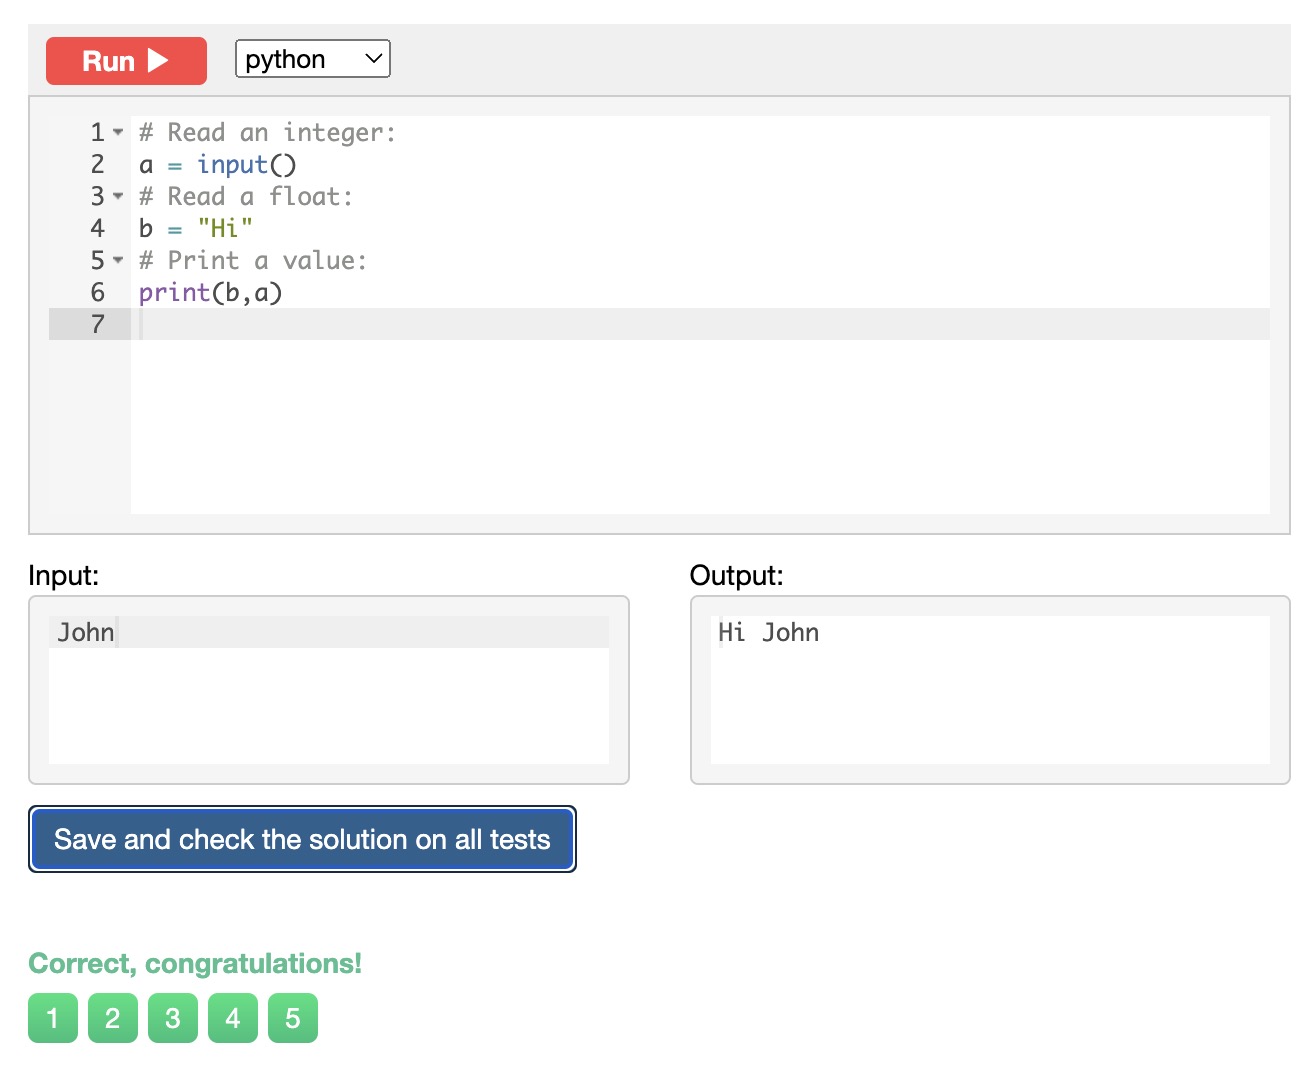 Run python
1 # Read an integer:
2 a = input()
3 # Read a float:
4 b = "Hi"
5 # Print a value:
6 print(b,a)
7
Input: Output:
John Hi John
Save and check the solution on all tests
Correct, congratulations!
1 2 3 4 5